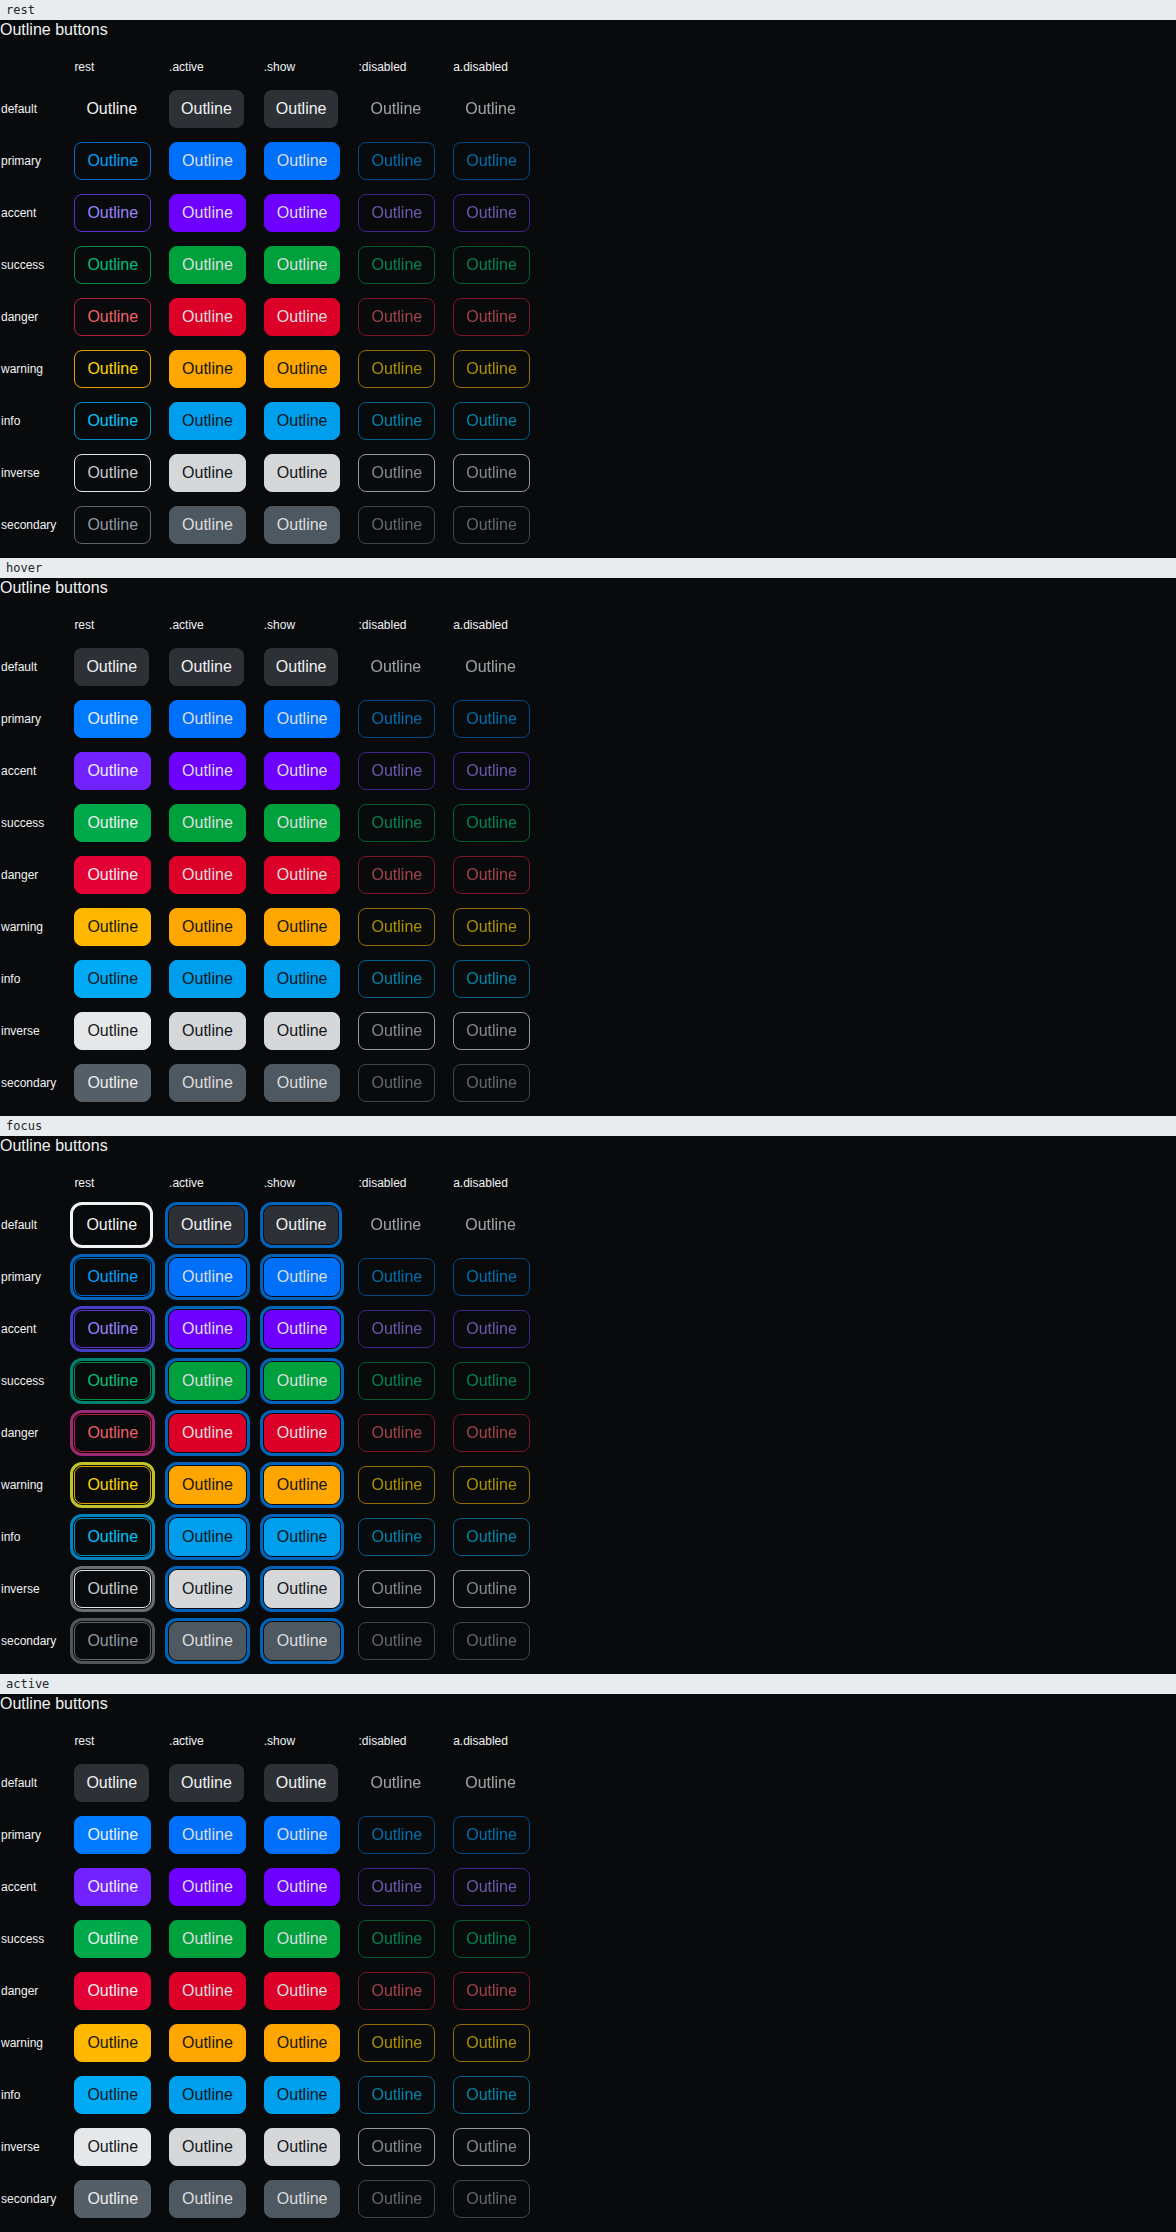 rest
Outline buttons
rest .active .show :disabled a.disabled
default Outline Outline Outline Outline Outline
primary Outline Outline Outline Outline Outline
accent Outline Outline Outline Outline Outline
success Outline Outline Outline Outline Outline
danger Outline Outline Outline Outline Outline
warning Outline Outline Outline Outline Outline
info Outline Outline Outline Outline Outline
inverse Outline Outline Outline Outline Outline
secondary Outline Outline Outline Outline Outline
hover
Outline buttons
rest .active .show :disabled a.disabled
default Outline Outline Outline Outline Outline
primary Outline Outline Outline Outline Outline
accent Outline Outline Outline Outline Outline
success Outline Outline Outline Outline Outline
danger Outline Outline Outline Outline Outline
warning Outline Outline Outline Outline Outline
info Outline Outline Outline Outline Outline
inverse Outline Outline Outline Outline Outline
secondary Outline Outline Outline Outline Outline
focus
Outline buttons
rest .active .show :disabled a.disabled
default Outline Outline Outline Outline Outline
primary Outline Outline Outline Outline Outline
accent Outline Outline Outline Outline Outline
success Outline Outline Outline Outline Outline
danger Outline Outline Outline Outline Outline
warning Outline Outline Outline Outline Outline
info Outline Outline Outline Outline Outline
inverse Outline Outline Outline Outline Outline
secondary Outline Outline Outline Outline Outline
active
Outline buttons
rest .active .show :disabled a.disabled
default Outline Outline Outline Outline Outline
primary Outline Outline Outline Outline Outline
accent Outline Outline Outline Outline Outline
success Outline Outline Outline Outline Outline
danger Outline Outline Outline Outline Outline
warning Outline Outline Outline Outline Outline
info Outline Outline Outline Outline Outline
inverse Outline Outline Outline Outline Outline
secondary Outline Outline Outline Outline Outline